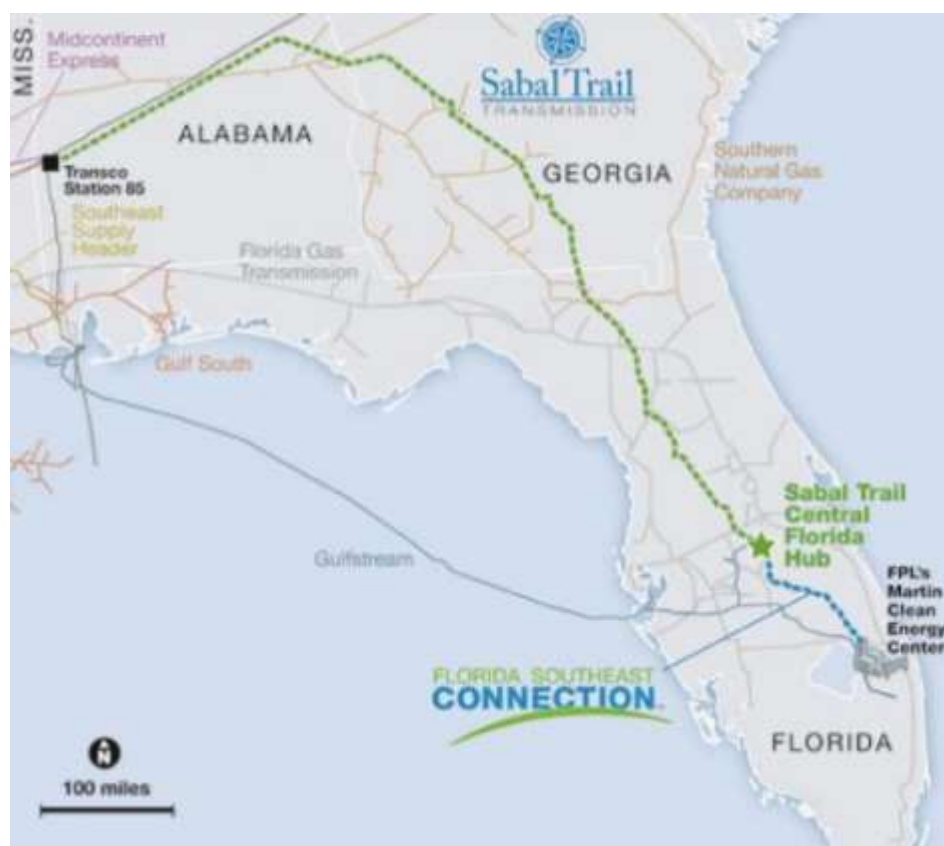 MISS.
Midcontinent
Express
Sabal Trail
TRANSMISSION
ALABAMA
GEORGIA
Transco
Station 85
Southern
Natural Gas
Company
Southeast
Supply
Header
Florida Gas
Transmission
Gulf South
Sabal Trail
Central
Florida
Hub
Gulfstream
FPL's
Martin
Clean
Energy
Center
FLORIDA SOUTHEAST
CONNECTION
FLORIDA
N
100 miles